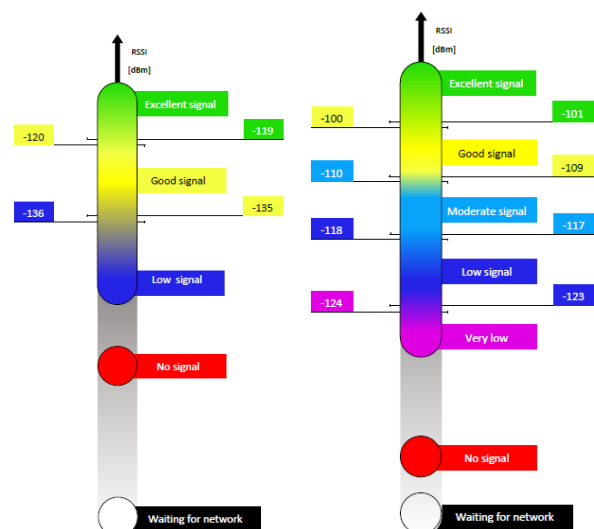 RSSI
[dBm]
Excellent signal
-119
-120
Good signal
-135
-136
Low signal
No signal
Waiting for network
RSSI
[dBm]
Excellent signal
-101
-100
Good signal
-109
-110
Moderate signal
-117
-118
Low signal
-123
-124
Very low
No signal
Waiting for network